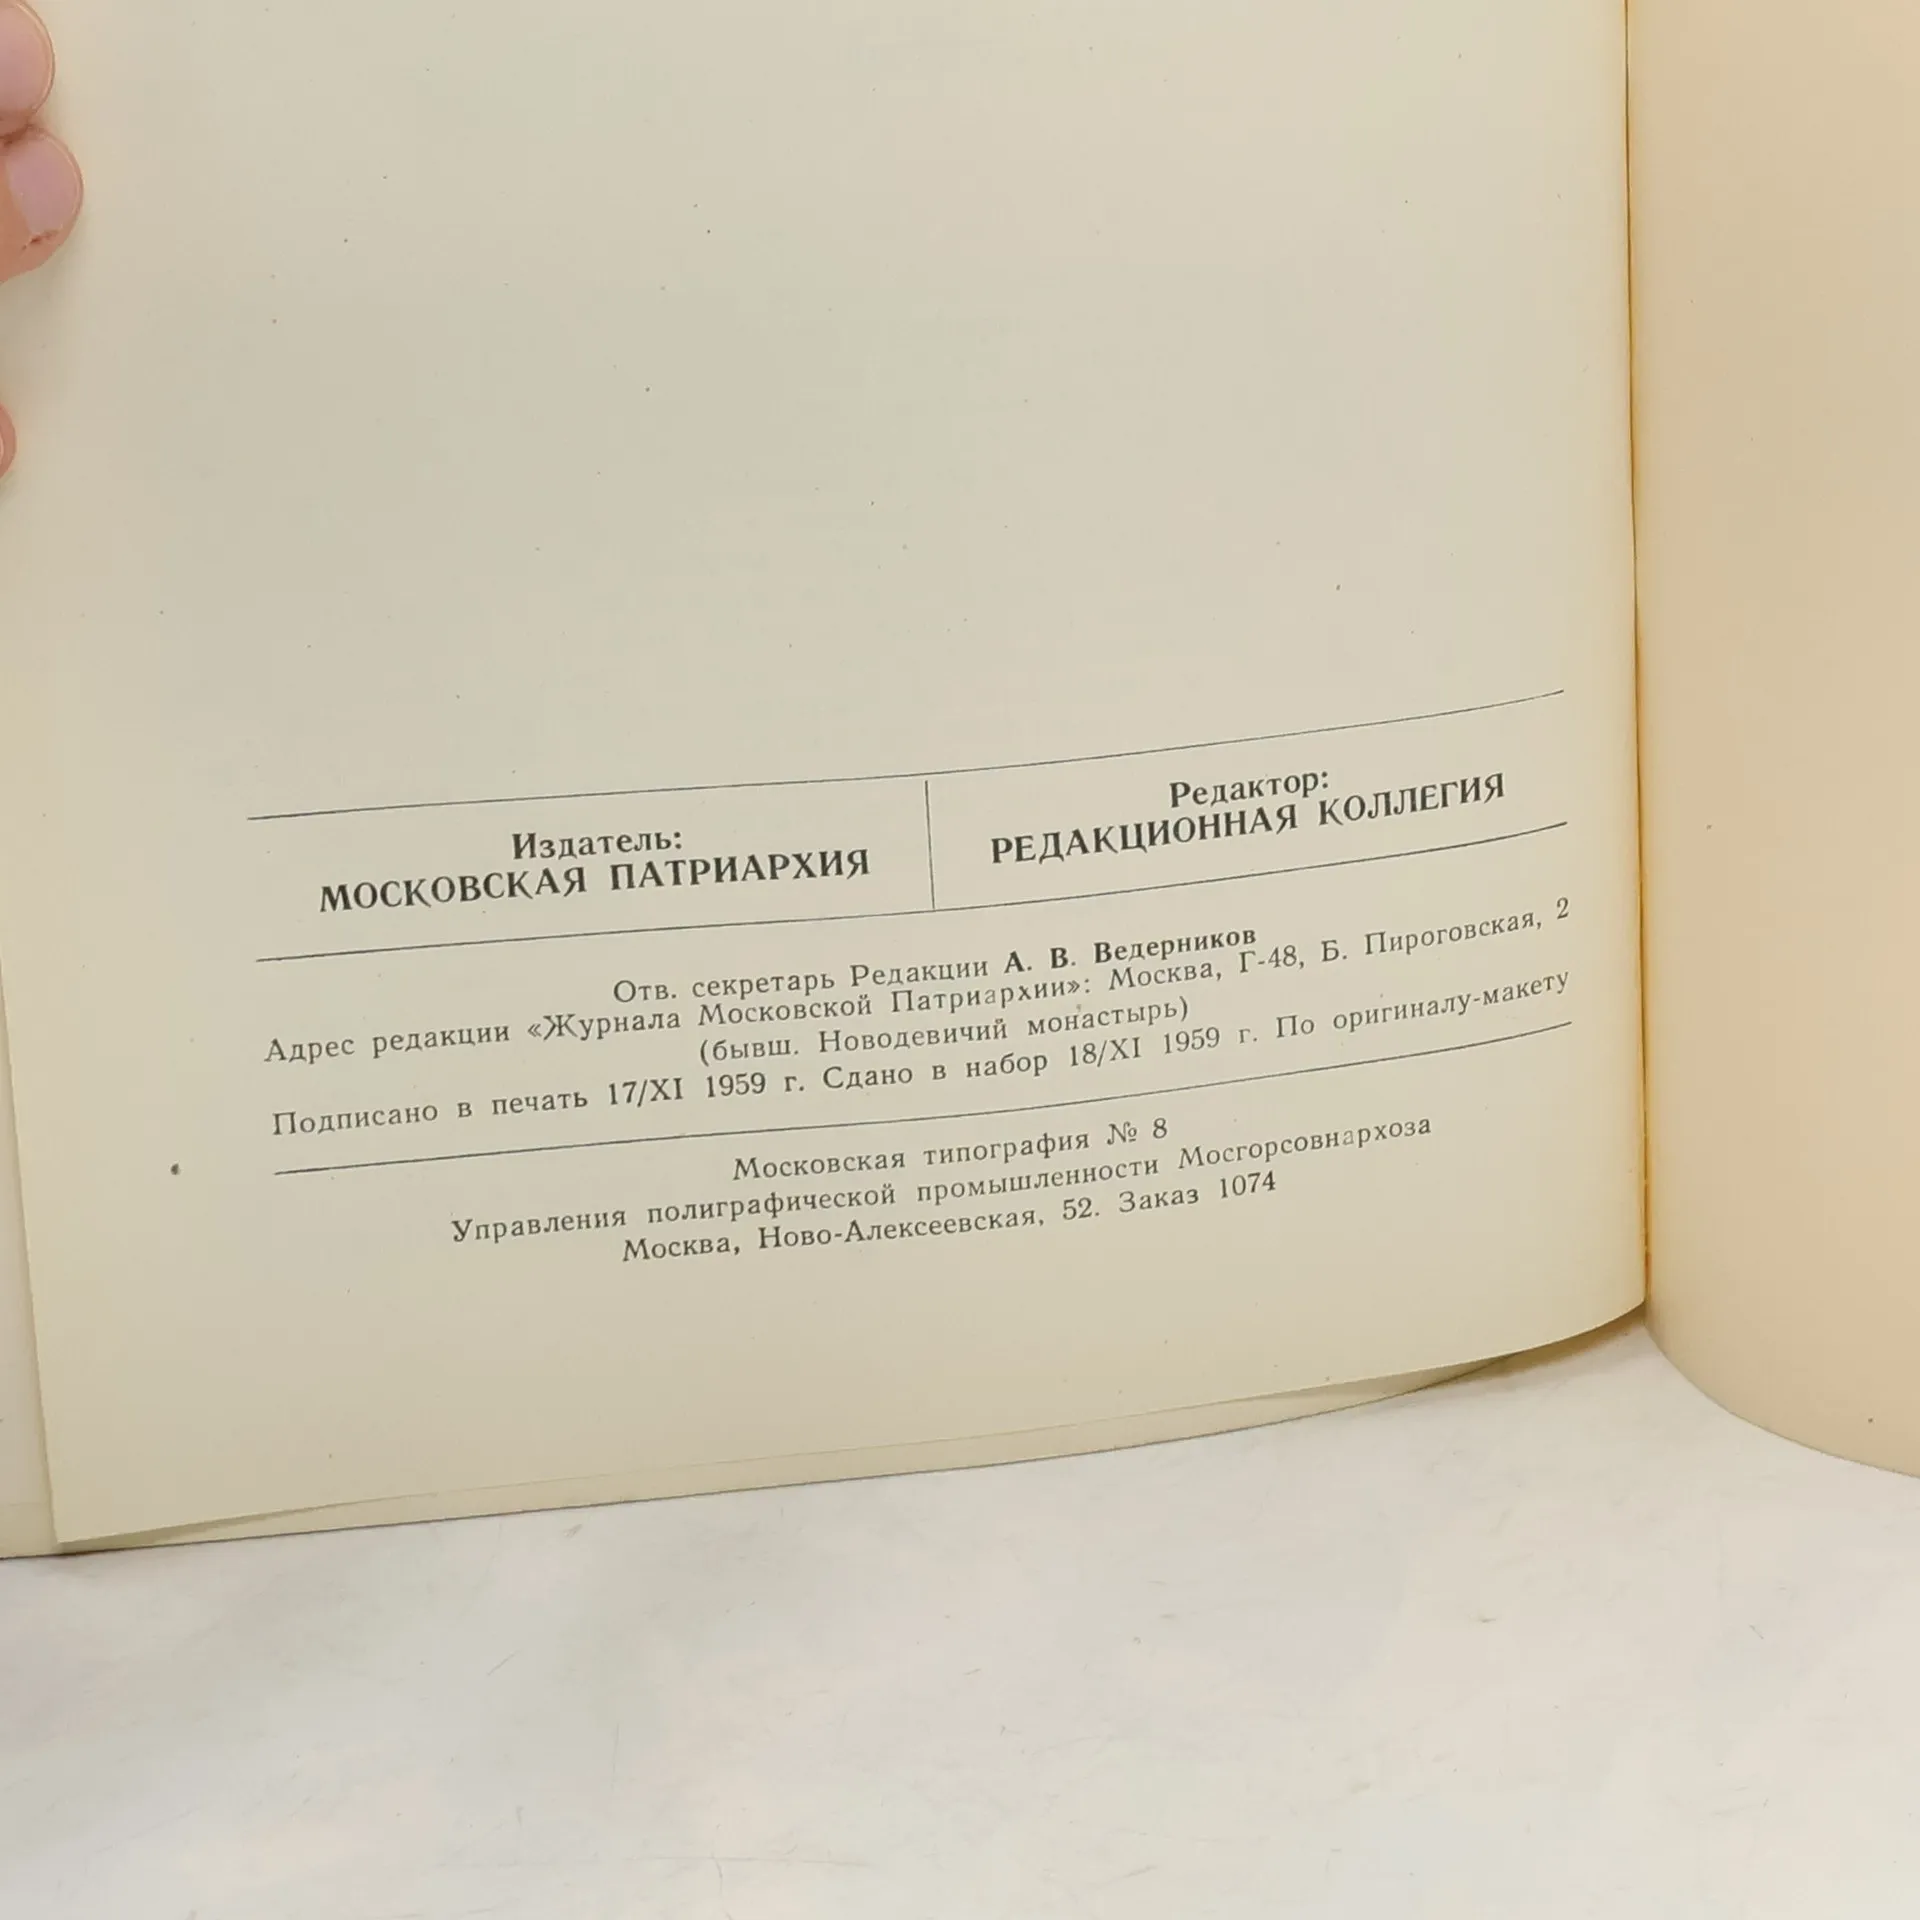 Издатель:
МОСКОВСКАЯ ПАТРИАРХИЯ
Редактор:
РЕДАКЦИОННАЯ КОЛЛЕГИЯ
Отв. секретарь Редакции А. В. Ведерников
Адрес редакции «Журнала Московской Патриархии»: Москва, Г-48, Б. Пироговская, 2
(бывш. Новодевичий монастырь)
Подписано в печать 17/XI 1959 г. Сдано в набор 18/XI 1959 г. По оригиналу-макету
Московская типография № 8
Управления полиграфической промышленности Мосгорсовнархоза
Москва, Ново-Алексеевская, 52. Заказ 1074